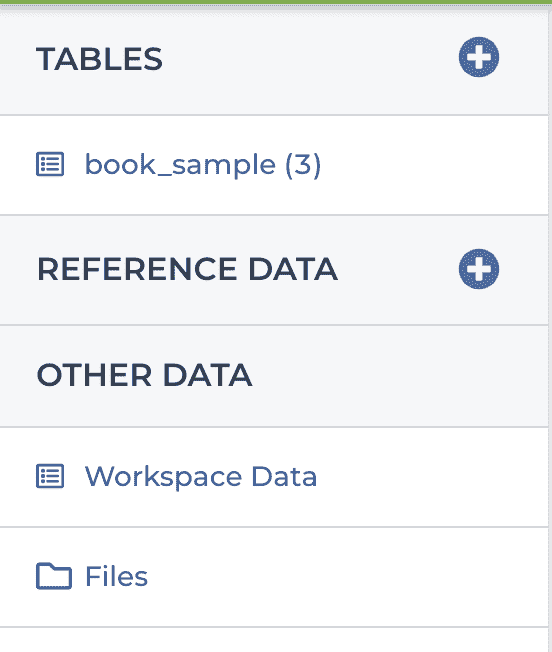 TABLES
book_sample (3)
REFERENCE DATA
OTHER DATA
Workspace Data
Files